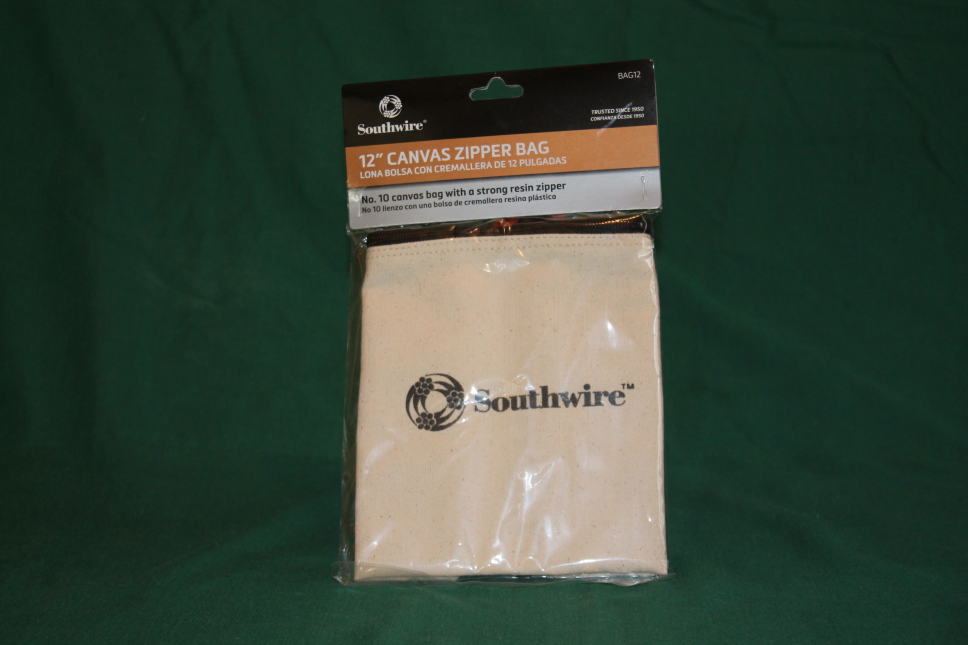 BAG12
Southwire®
TRUSTED SINCE 1950
CONFIANZA DESDE 1950
12" CANVAS ZIPPER BAG
LONA BOLSA CON CREMALLERA DE 12 PULGADAS
No. 10 canvas bag with a strong resin zipper
No 10 lienzo con una bolsa de cremallera resina plástica
Southwire™